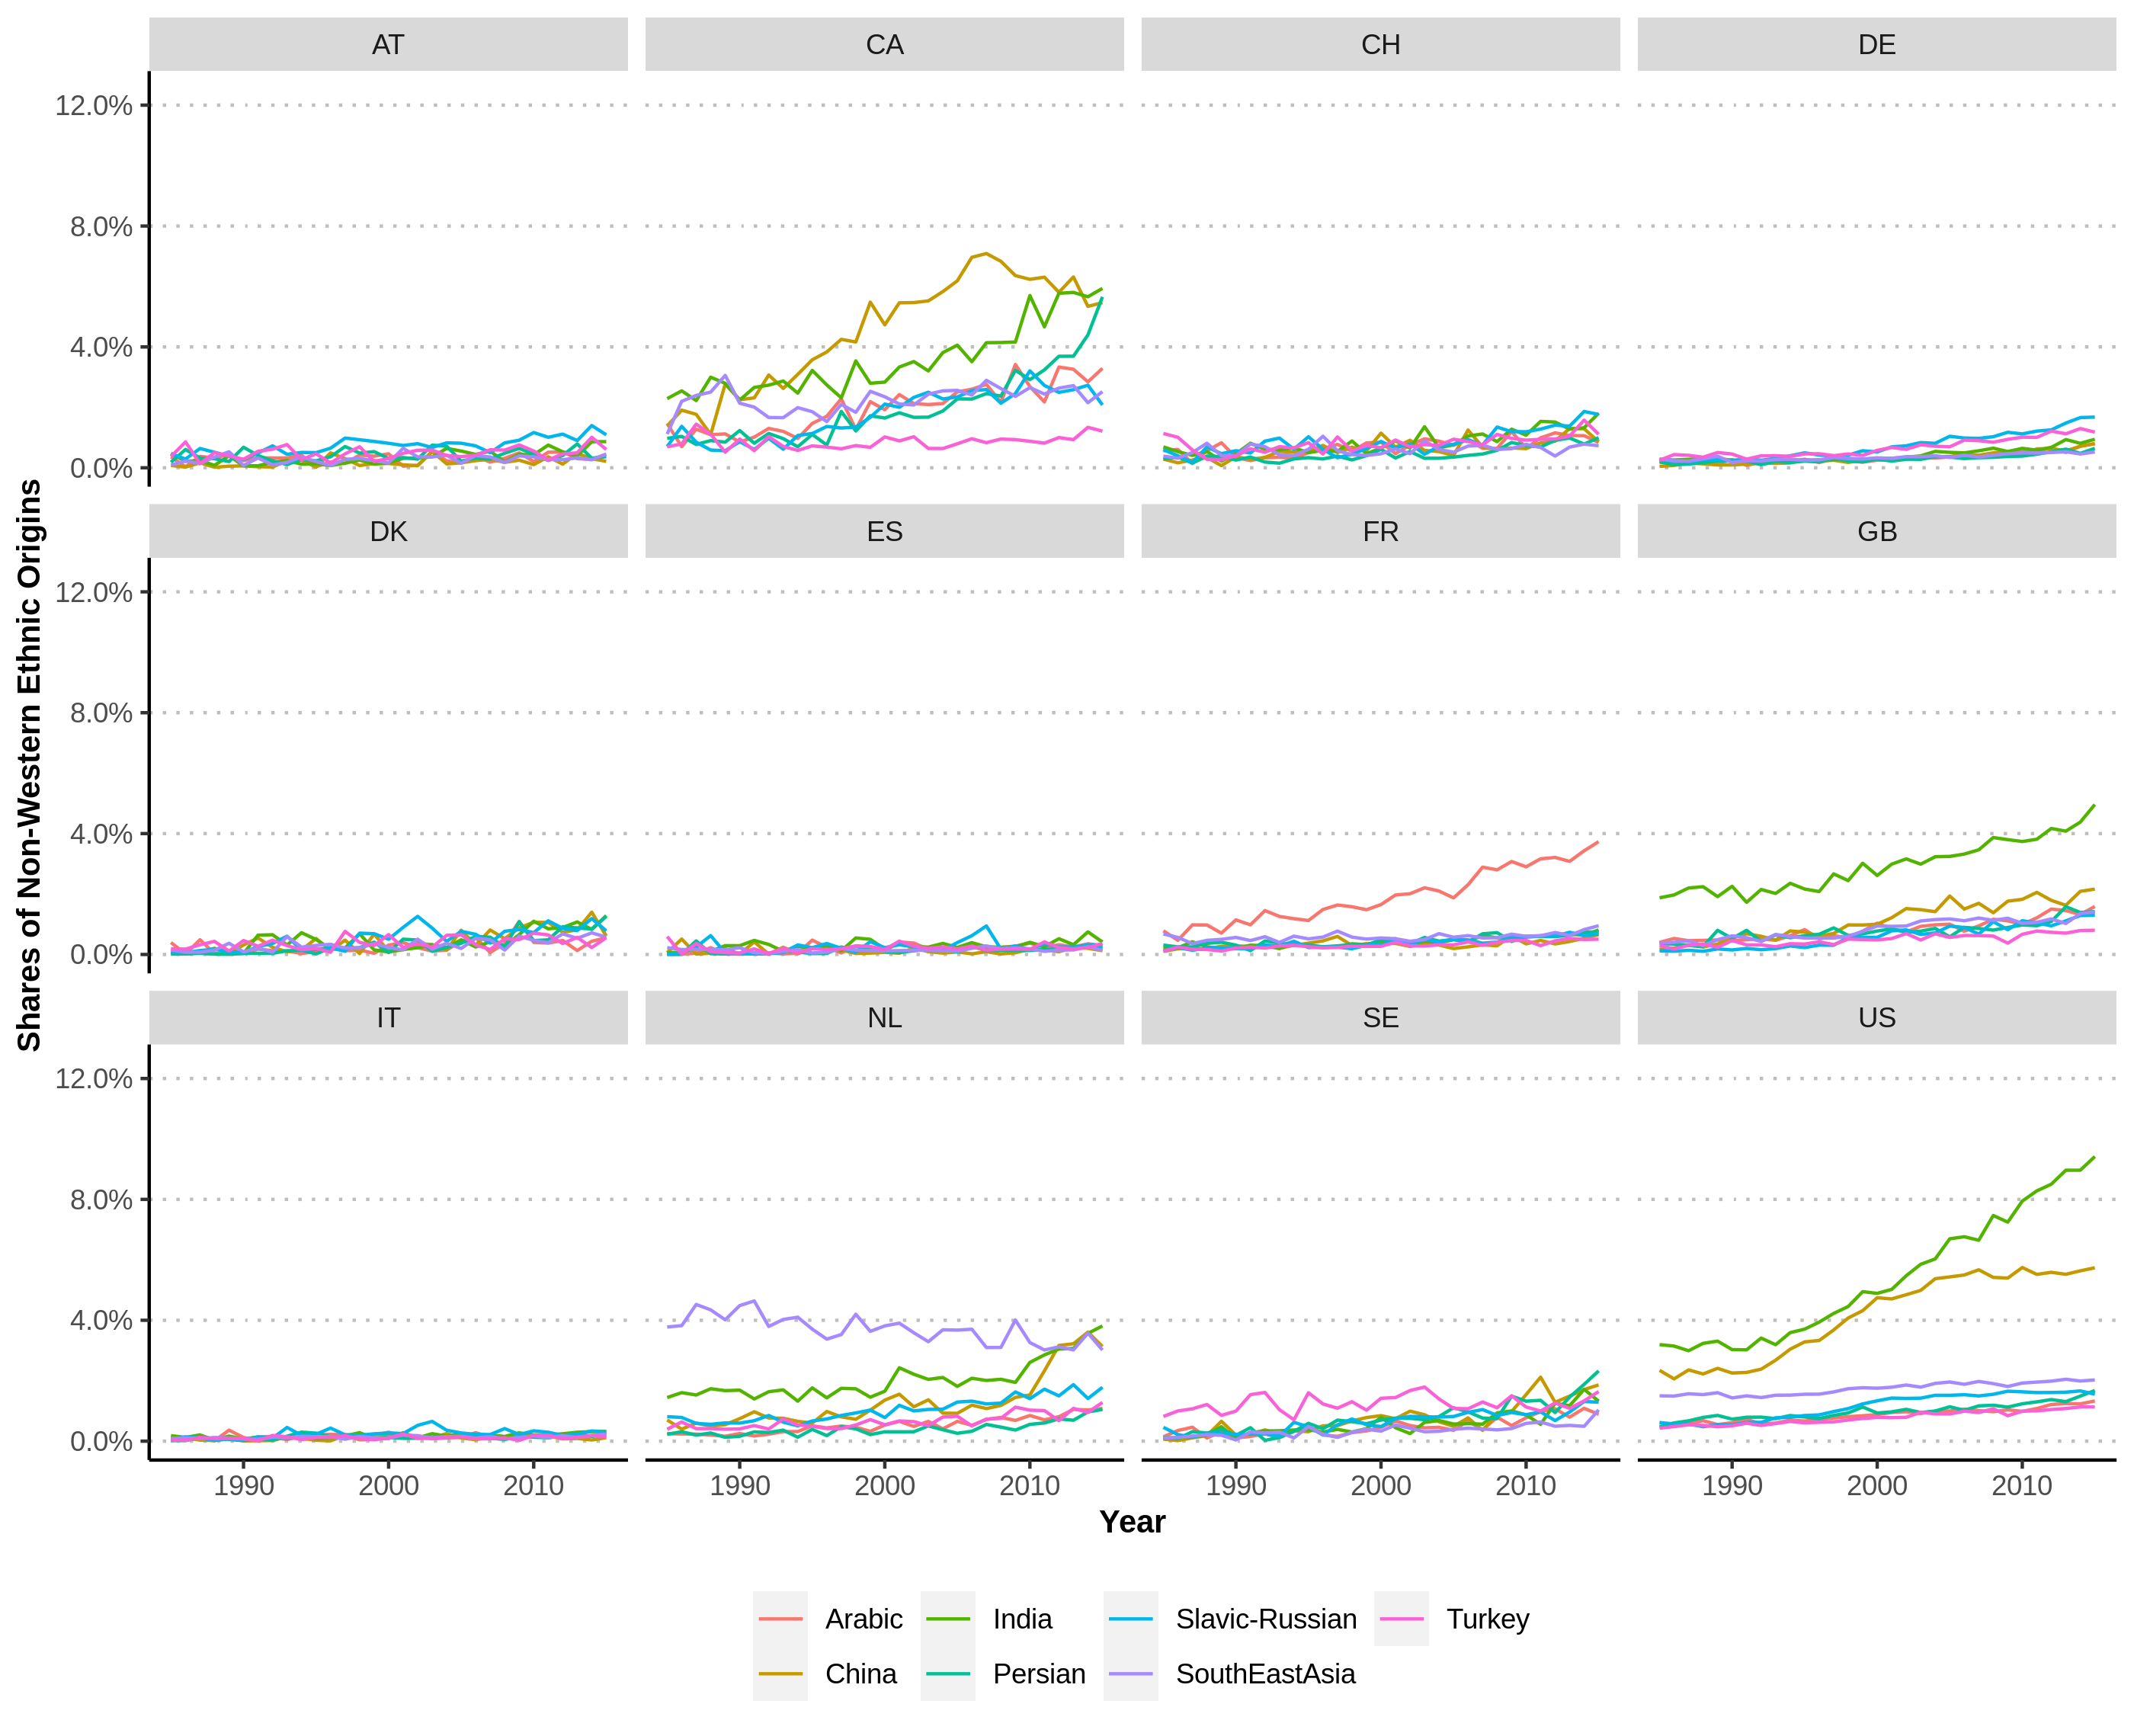 AT CA CH DE
12.0%
8.0%
4.0%
0.0%
DK ES FR GB
12.0%
8.0%
4.0%
0.0%
IT NL SE US
12.0%
8.0%
4.0%
0.0%
1990 2000 2010 1990 2000 2010 1990 2000 2010 1990 2000 2010
Shares of Non-Western Ethnic Origins
Year
Arabic India Slavic-Russian Turkey
China Persian SouthEastAsia